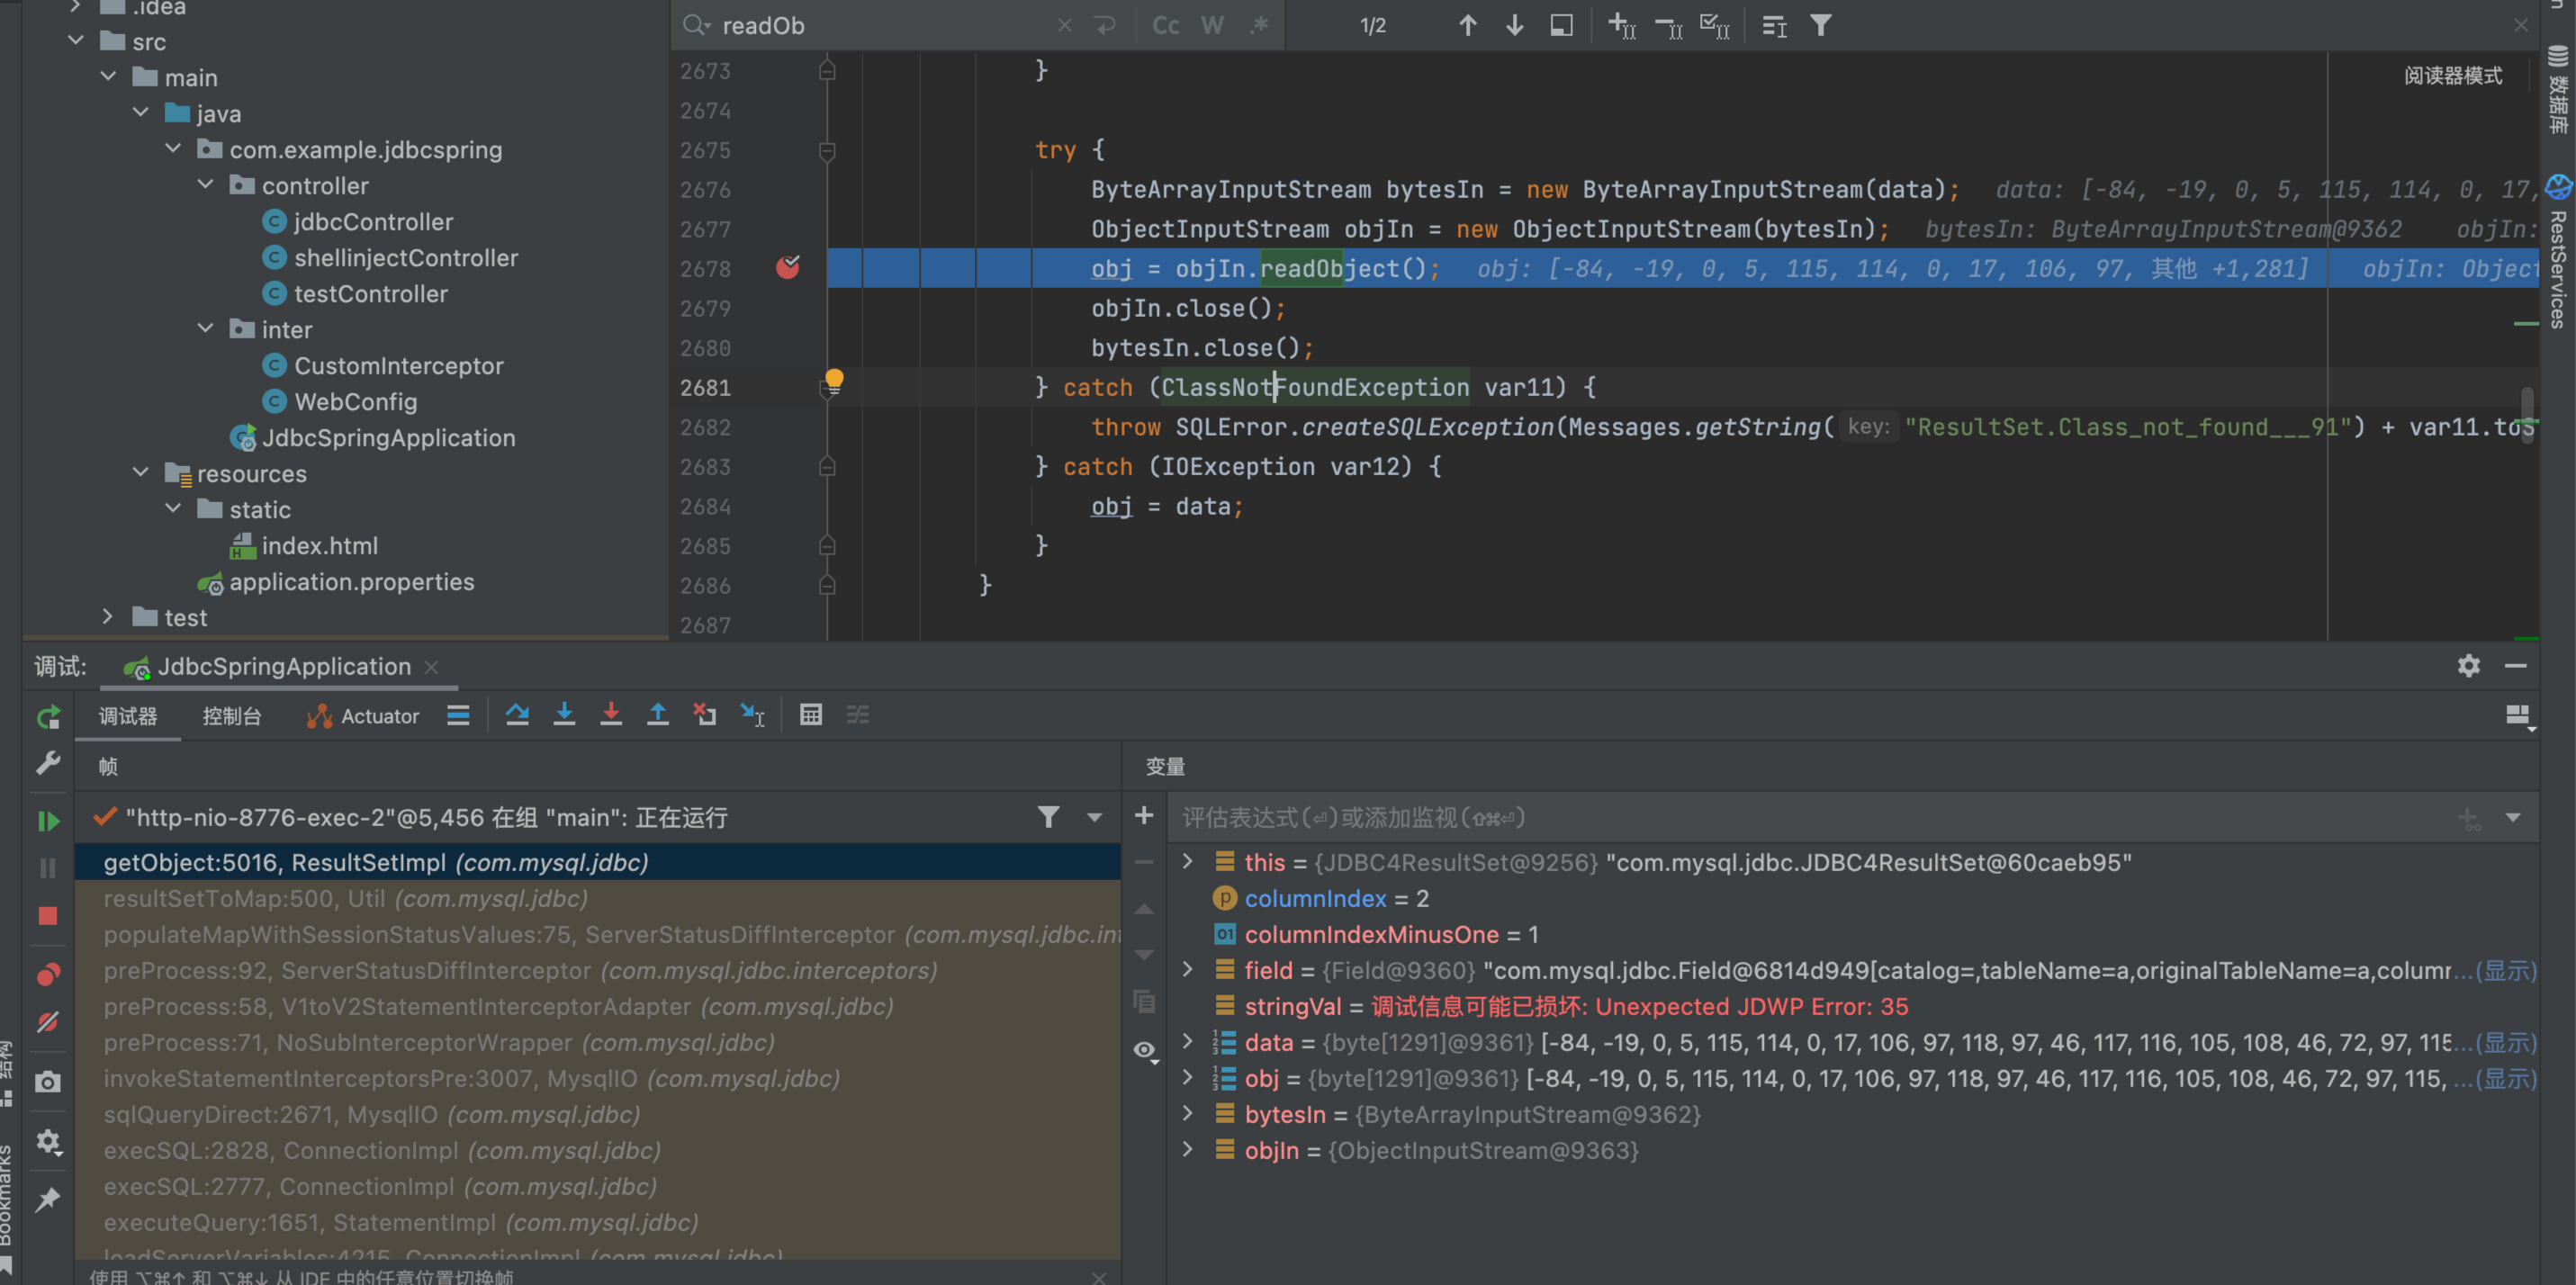 .idea
src
main
java
com.example.jdbcspring
controller
jdbcController
shellinjectController
testController
inter
CustomInterceptor
WebConfig
JdbcSpringApplication
resources
static
index.html
application.properties
test
readOb
Cc W .*
1/2
阅读器模式
2673 }
2674
2675 try {
2676 ByteArrayInputStream bytesIn = new ByteArrayInputStream(data); data: [-84, -19, 0, 5, 115, 114, 0, 17,
2677 ObjectInputStream objIn = new ObjectInputStream(bytesIn); bytesIn: ByteArrayInputStream@9362 objIn:
2678 obj = objIn.readObject(); obj: [-84, -19, 0, 5, 115, 114, 0, 17, 106, 97, 其他 +1,281] objIn: Object
2679 objIn.close();
2680 bytesIn.close();
2681 } catch (ClassNotFoundException var11) {
2682 throw SQLError.createSQLException(Messages.getString( key: "ResultSet.Class_not_found___91") + var11.toS
2683 } catch (IOException var12) {
2684 obj = data;
2685 }
2686 }
2687
数据库
RestServices
调试: JdbcSpringApplication
调试器 控制台 Actuator
帧
"http-nio-8776-exec-2"@5,456 在组 "main": 正在运行
getObject:5016, ResultSetImpl (com.mysql.jdbc)
resultSetToMap:500, Util (com.mysql.jdbc)
populateMapWithSessionStatusValues:75, ServerStatusDiffInterceptor (com.mysql.jdbc.int
preProcess:92, ServerStatusDiffInterceptor (com.mysql.jdbc.interceptors)
preProcess:58, V1toV2StatementInterceptorAdapter (com.mysql.jdbc)
preProcess:71, NoSubInterceptorWrapper (com.mysql.jdbc)
invokeStatementInterceptorsPre:3007, MysqlIO (com.mysql.jdbc)
sqlQueryDirect:2671, MysqlIO (com.mysql.jdbc)
execSQL:2828, ConnectionImpl (com.mysql.jdbc)
execSQL:2777, ConnectionImpl (com.mysql.jdbc)
executeQuery:1651, StatementImpl (com.mysql.jdbc)
loadServerVariables:4215, ConnectionImpl (com.mysql.jdbc)
使用 ⌥⌘↑ 和 ⌥⌘↓ 从 IDE 中的任意位置切换帧
变量
评估表达式(⏎)或添加监视(⇧⌘⏎)
this = {JDBC4ResultSet@9256} "com.mysql.jdbc.JDBC4ResultSet@60caeb95"
p columnIndex = 2
01 columnIndexMinusOne = 1
field = {Field@9360} "com.mysql.jdbc.Field@6814d949[catalog=,tableName=a,originalTableName=a,colum…(显示)
stringVal = 调试信息可能已损坏: Unexpected JDWP Error: 35
data = {byte[1291]@9361} [-84, -19, 0, 5, 115, 114, 0, 17, 106, 97, 118, 97, 46, 117, 116, 105, 108, 46, 72, 97, 115…(显示)
obj = {byte[1291]@9361} [-84, -19, 0, 5, 115, 114, 0, 17, 106, 97, 118, 97, 46, 117, 116, 105, 108, 46, 72, 97, 115, …(显示)
bytesIn = {ByteArrayInputStream@9362}
objIn = {ObjectInputStream@9363}
结构
Bookmarks